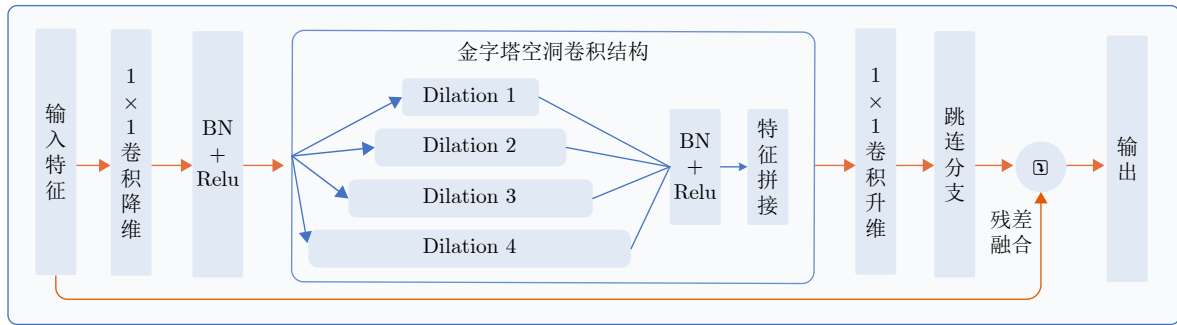 输入特征
1×1卷积降维
BN
+
Relu
金字塔空洞卷积结构
Dilation 1
Dilation 2
Dilation 3
Dilation 4
BN
+
Relu
特征拼接
1×1卷积升维
跳连分支
残差
融合
输出